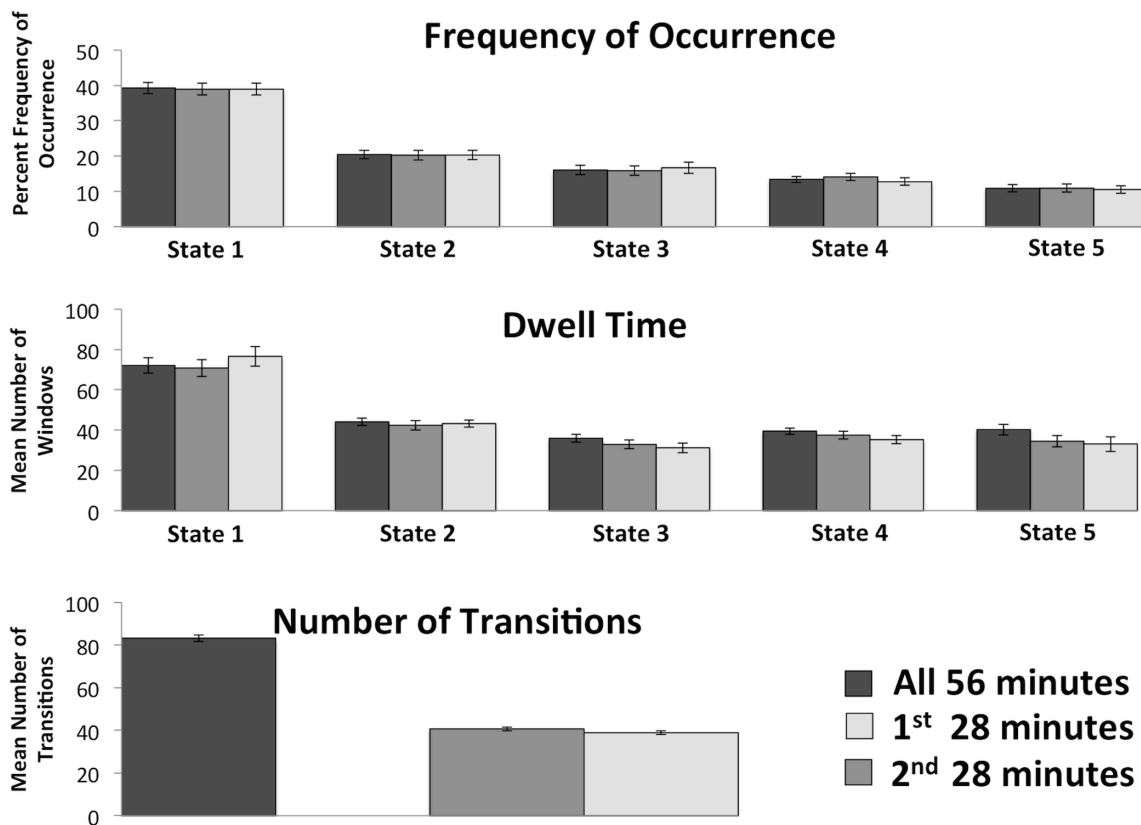 Frequency of Occurrence
Percent Frequency of
Occurrence
50
40
30
20
10
0
State 1
State 2
State 3
State 4
State 5
Dwell Time
Mean Number of
Windows
100
80
60
40
20
0
State 1
State 2
State 3
State 4
State 5
Number of Transitions
Mean Number of
Transitions
100
80
60
40
20
0
All 56 minutes
1st 28 minutes
2nd 28 minutes